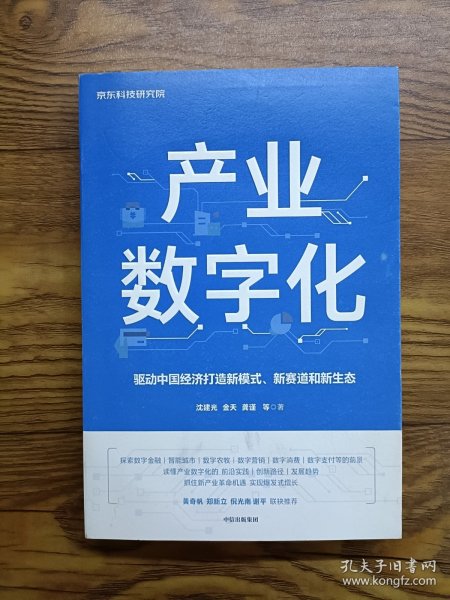 京东科技研究院
产业
数字化
驱动中国经济打造新模式、新赛道和新生态
沈建光 金天 龚谨 等◎著
探索数字金融｜智能城市｜数字农牧｜数字营销｜数字消费｜数字支付等的前景
读懂产业数字化的 前沿实践｜创新路径｜发展趋势
抓住新产业革命机遇 实现爆发式增长
黄奇帆 郑新立 倪光南 谢平 联袂推荐
中信出版集团
孔夫子旧书网
www.kongfz.com